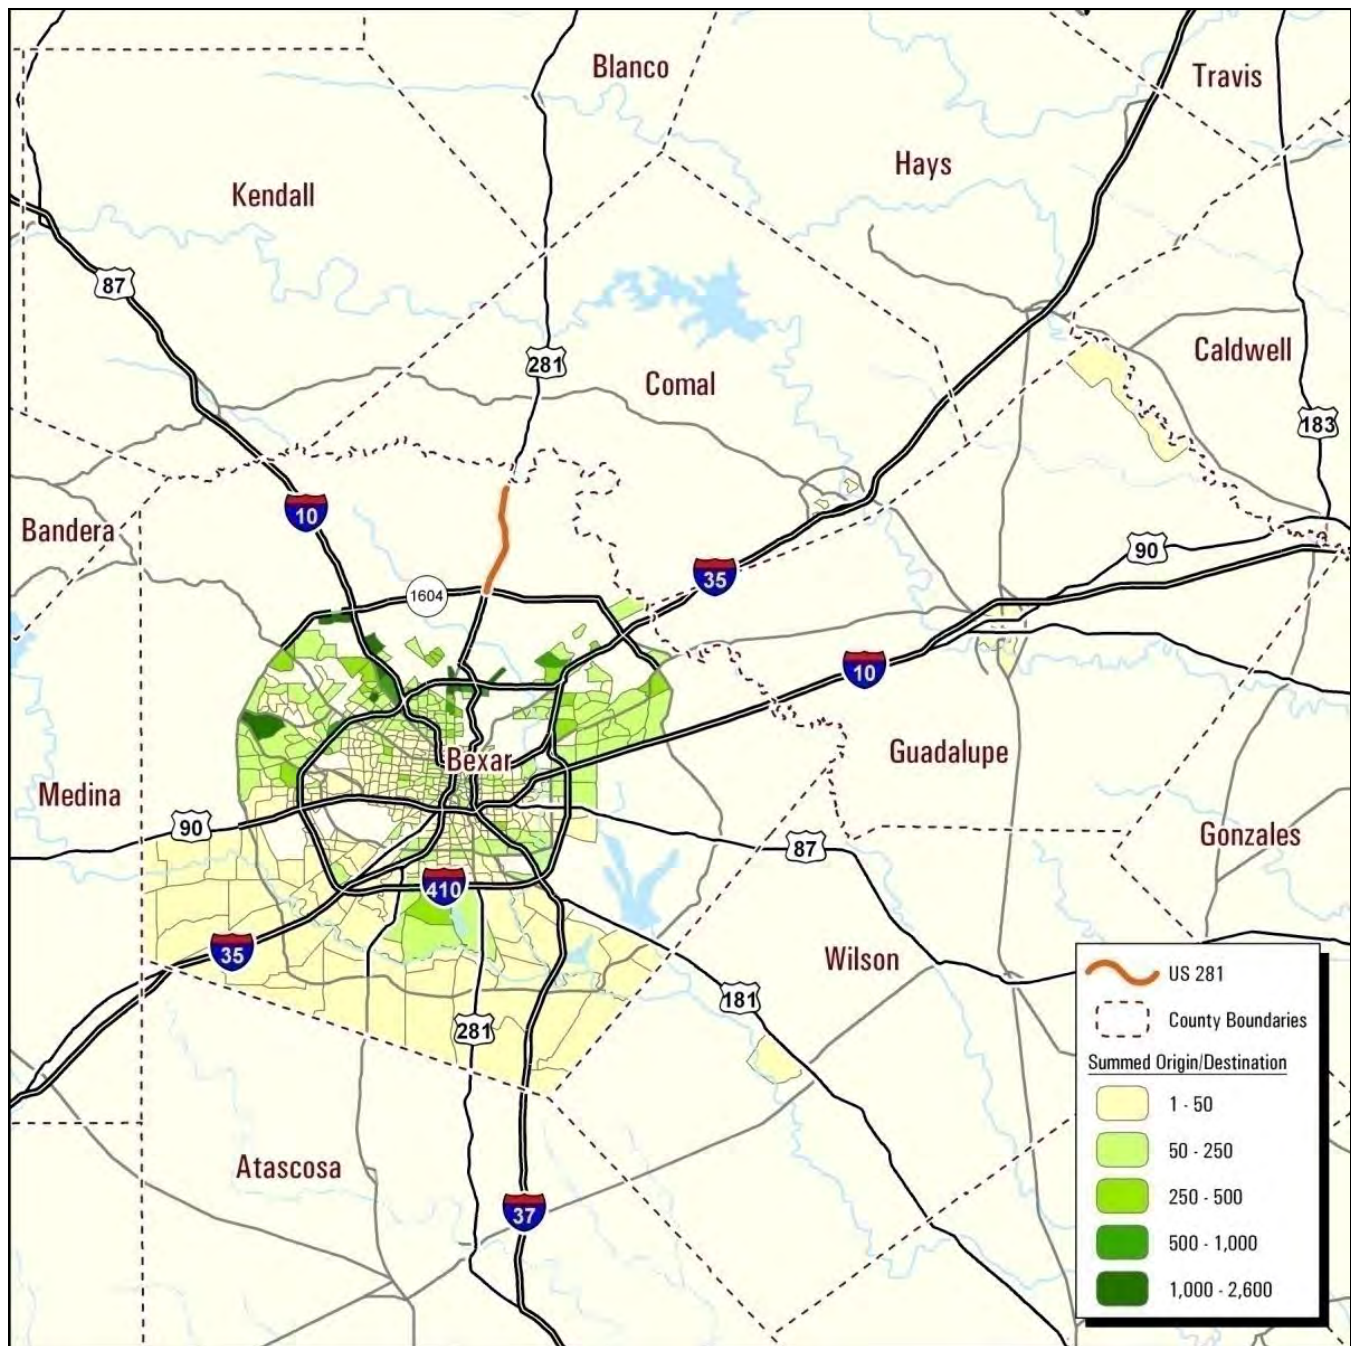 Blanco
Travis
Hays
Kendall
87
281
Comal
Caldwell
183
10
Bandera
90
35
1604
10
Bexar
Guadalupe
Medina
90
87
Gonzales
410
35
Wilson
181
281
Atascosa
37
US 281
County Boundaries
Summed Origin/Destination
1 - 50
50 - 250
250 - 500
500 - 1,000
1,000 - 2,600